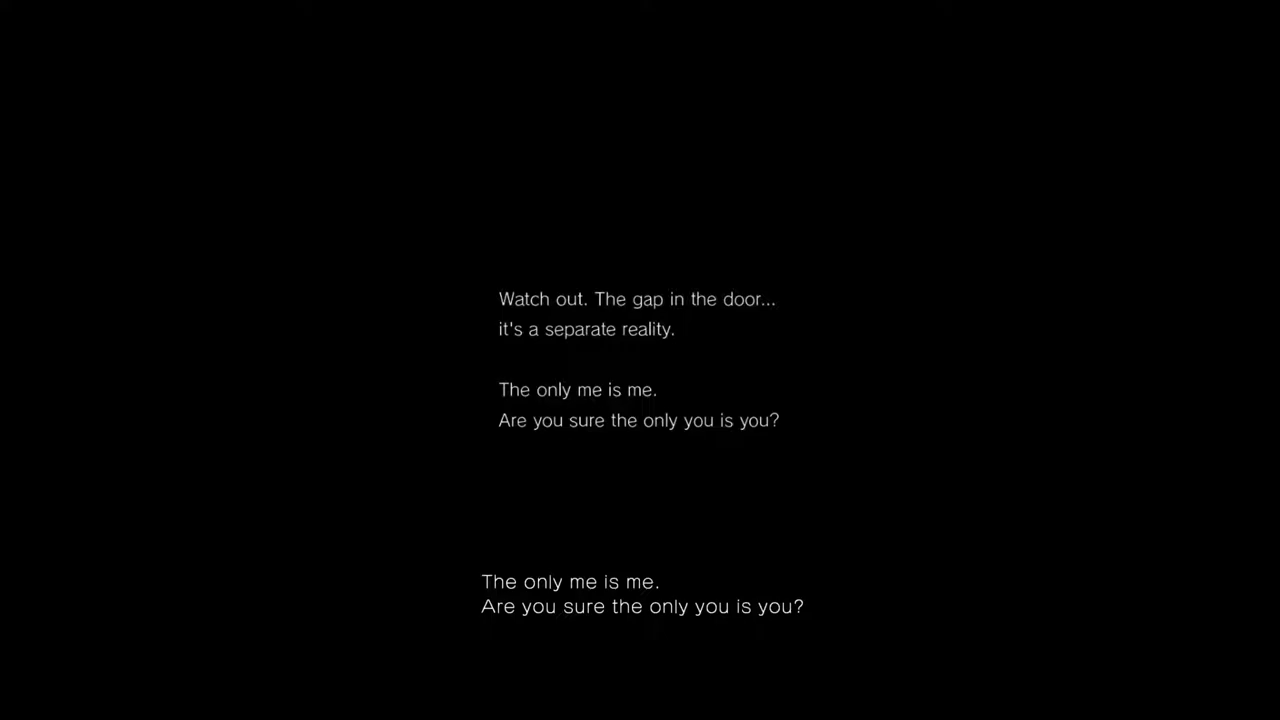 Watch out. The gap in the door...
it's a separate reality.
The only me is me.
Are you sure the only you is you?
The only me is me.
Are you sure the only you is you?